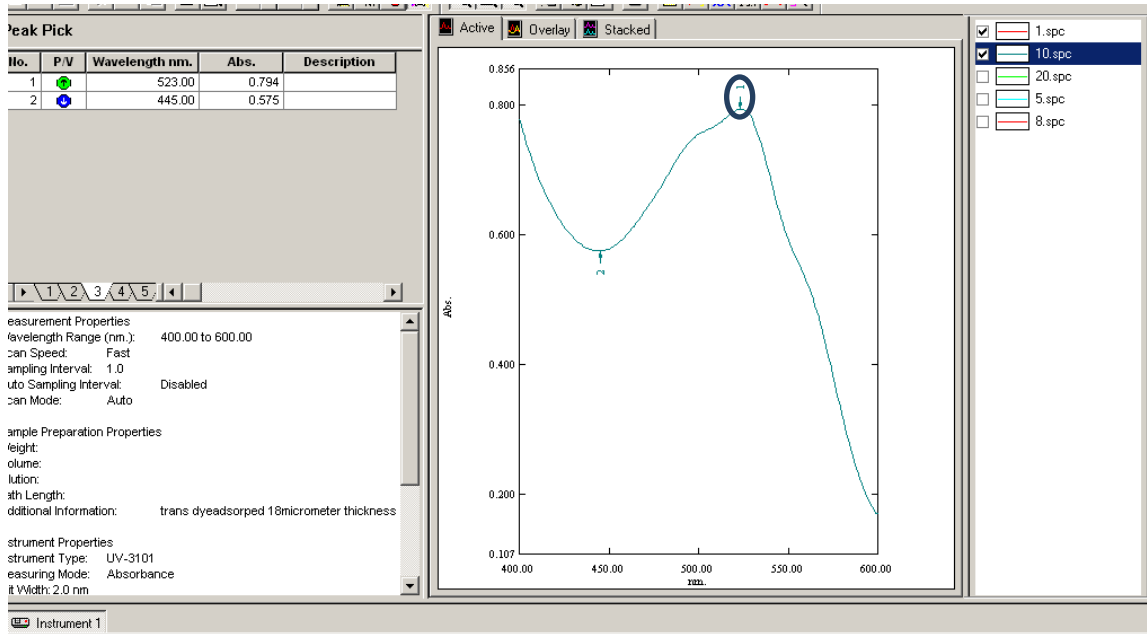 Peak Pick
No. P/V Wavelength nm. Abs. Description
1 523.00 0.794
2 445.00 0.575
1 2 3 4 5
easurement Properties
Wavelength Range (nm.): 400.00 to 600.00
can Speed: Fast
ampling Interval: 1.0
uto Sampling Interval: Disabled
can Mode: Auto
ample Preparation Properties
eight:
olume:
ilution:
ath Length:
dditional Information: trans dyeadsorped 18micrometer thickness
strument Properties
strument Type: UV-3101
easuring Mode: Absorbance
it Width: 2.0 nm
Active Overlay Stacked
0.856
0.800
0.600
0.400
0.200
0.107
Abs.
1
2
400.00 450.00 500.00 550.00 600.00
nm.
1.spc
10.spc
20.spc
5.spc
8.spc
Instrument 1